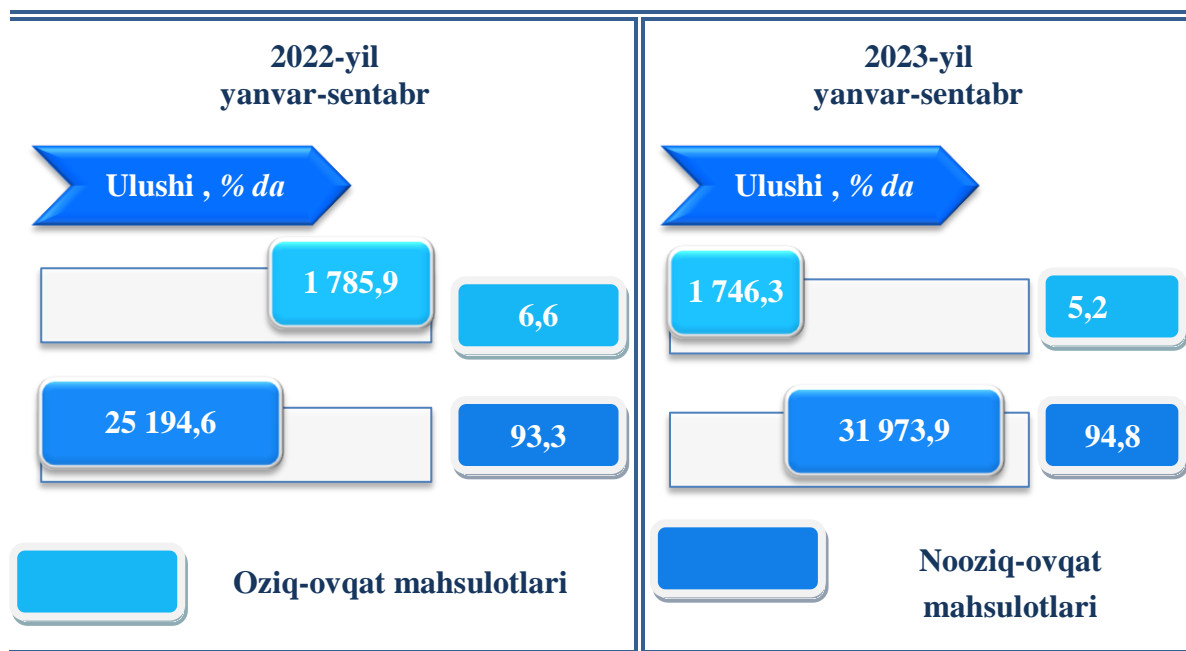 2022-yil
yanvar-sentabr
Ulushi , % da
1 785,9
6,6
25 194,6
93,3
Oziq-ovqat mahsulotlari
2023-yil
yanvar-sentabr
Ulushi , % da
1 746,3
5,2
31 973,9
94,8
Nooziq-ovqat
mahsulotlari